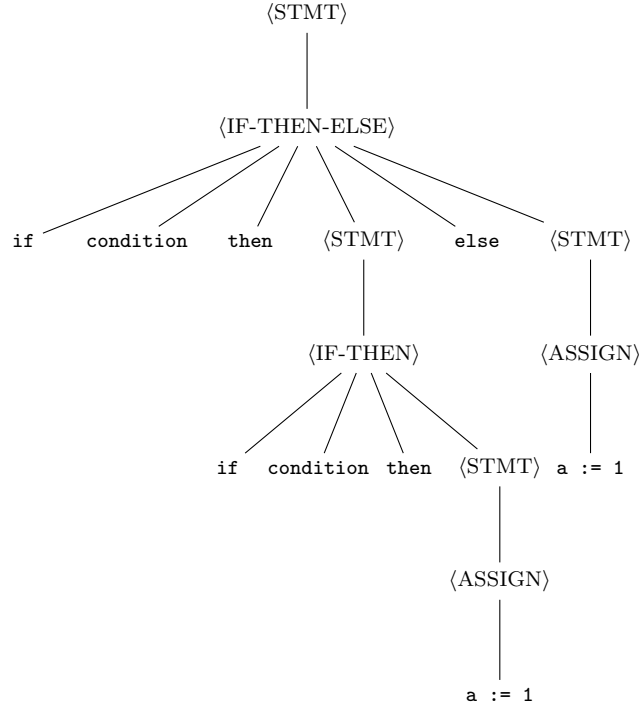 ⟨STMT⟩
⟨IF-THEN-ELSE⟩
if condition then ⟨STMT⟩ else ⟨STMT⟩
⟨IF-THEN⟩ ⟨ASSIGN⟩
if condition then ⟨STMT⟩ a := 1
⟨ASSIGN⟩
a := 1